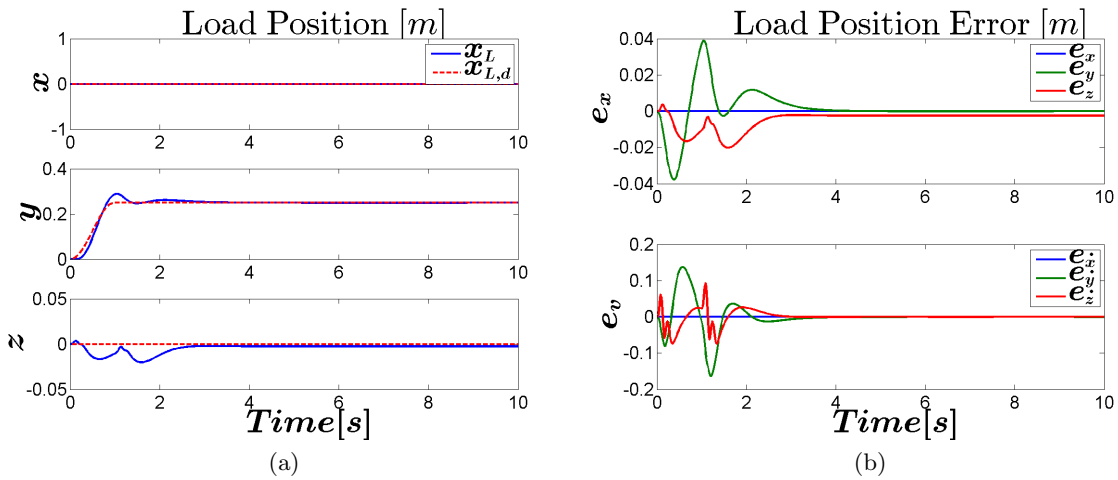 Load Position [m]
1
0
-1
x
x_L
x_{L,d}
0 2 4 6 8 10
0.4
0.2
0
y
0 2 4 6 8 10
0.05
0
-0.05
z
0 2 4 6 8 10
Time[s]
(a)
Load Position Error [m]
0.04
0.02
0
-0.02
-0.04
e_x
e_x
e_y
e_z
0 2 4 6 8 10
0.2
0.1
0
-0.1
-0.2
e_v
e_ẋ
e_ẏ
e_ż
0 2 4 6 8 10
Time[s]
(b)